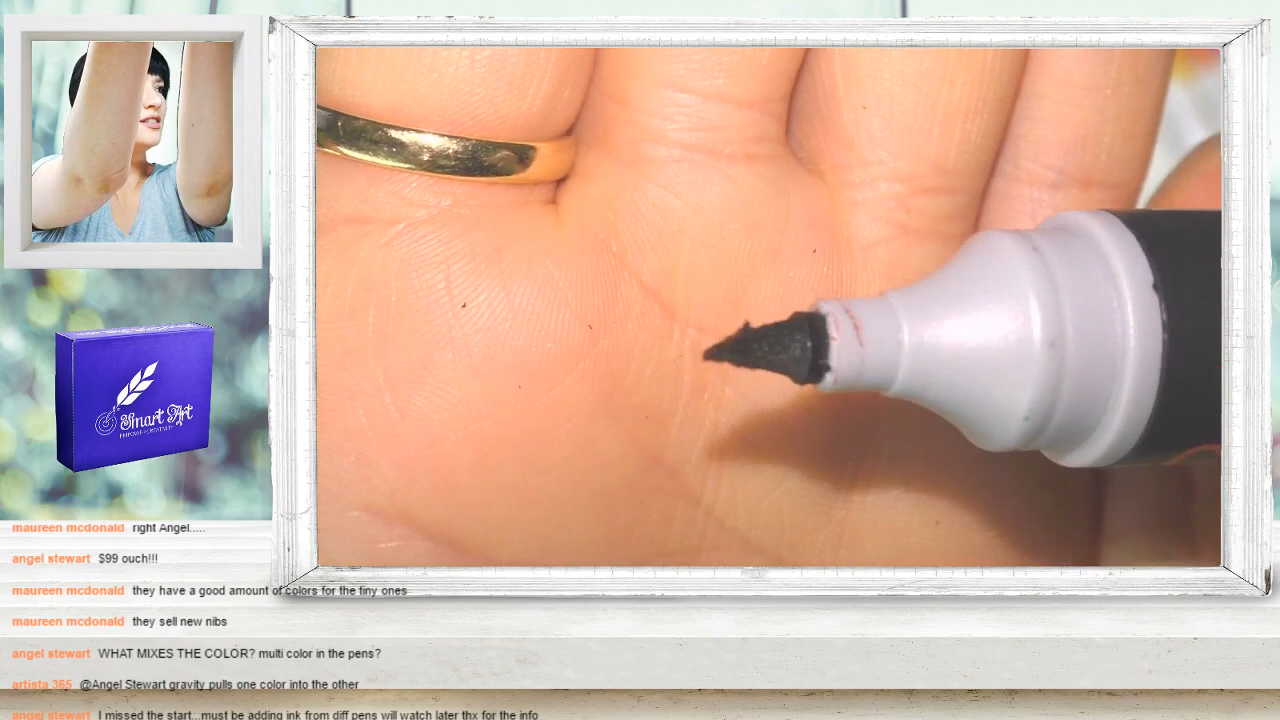 Smart Art
EMPOWER CREATIVITY
maureen mcdonald right Angel.....
angel stewart $99 ouch!!!
maureen mcdonald they have a good amount of colors for the tiny ones
maureen mcdonald they sell new nibs
angel stewart WHAT MIXES THE COLOR? multi color in the pens?
artista 365 @Angel Stewart gravity pulls one color into the other
angel stewart I missed the start...must be adding ink from diff pens will watch later thx for the info